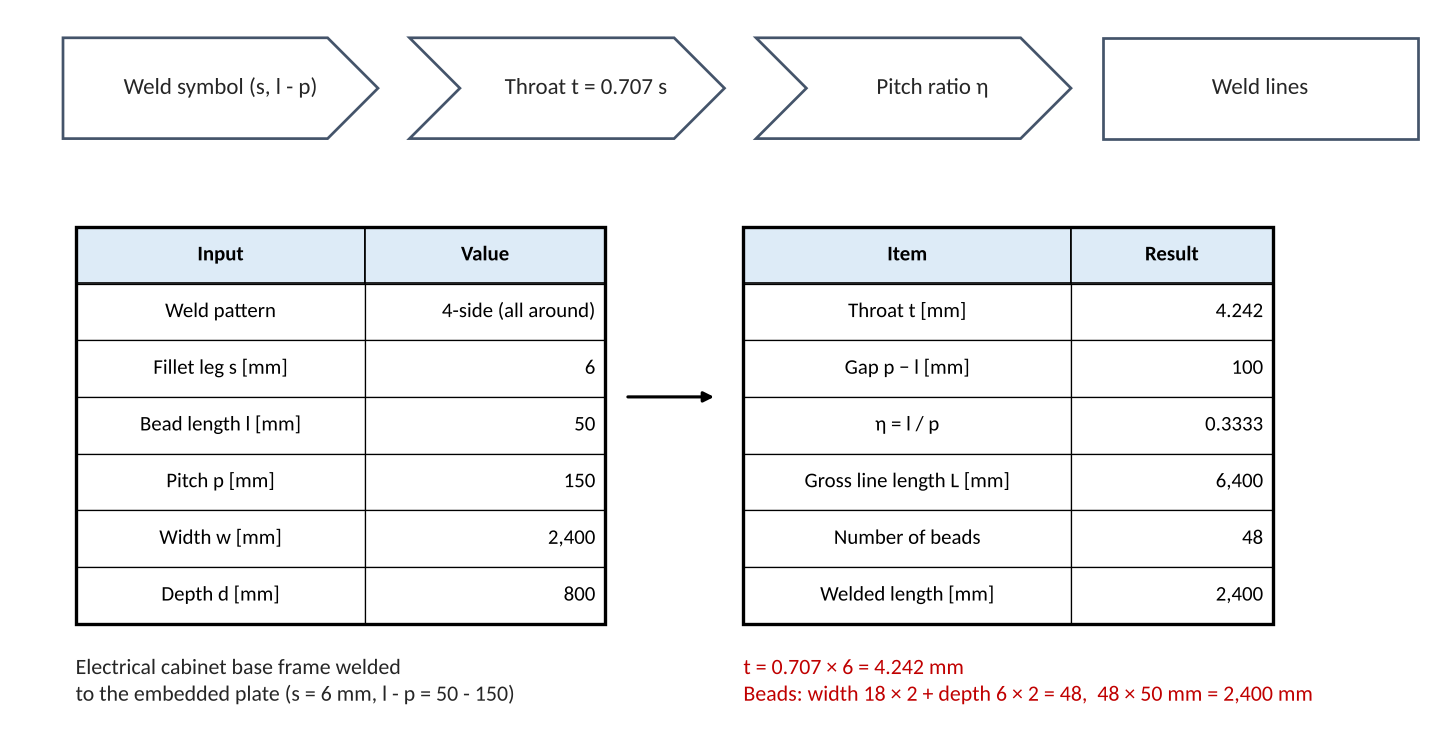 Weld symbol (s, l - p)
Throat t = 0.707 s
Pitch ratio η
Weld lines
Input Value
Weld pattern 4-side (all around)
Fillet leg s [mm] 6
Bead length l [mm] 50
Pitch p [mm] 150
Width w [mm] 2,400
Depth d [mm] 800
Item Result
Throat t [mm] 4.242
Gap p − l [mm] 100
η = l / p 0.3333
Gross line length L [mm] 6,400
Number of beads 48
Welded length [mm] 2,400
Electrical cabinet base frame welded
to the embedded plate (s = 6 mm, l - p = 50 - 150)
t = 0.707 × 6 = 4.242 mm
Beads: width 18 × 2 + depth 6 × 2 = 48, 48 × 50 mm = 2,400 mm